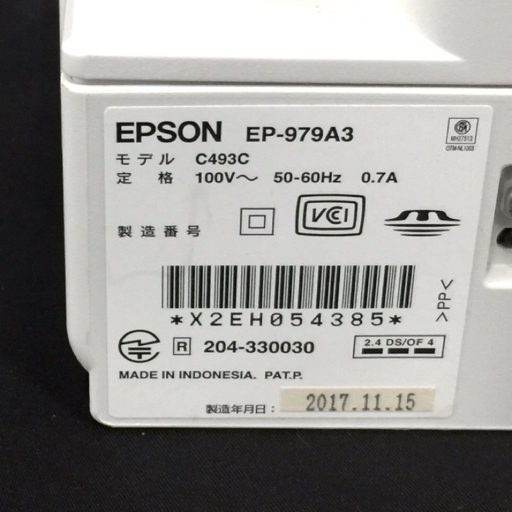 EPSON EP-979A3
モデル C493C
定 格 100V～ 50-60Hz 0.7A
製造番号
VCCI
*X2EH054385*
>PP<
R 204-330030
2.4 DS/OF 4
MADE IN INDONESIA. PAT.P.
製造年月日： 2017.11.15